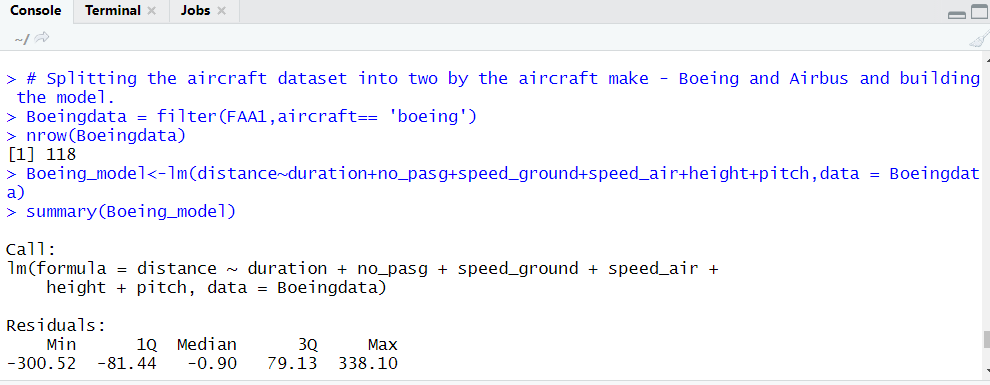 Console Terminal × Jobs ×
~/
> # Splitting the aircraft dataset into two by the aircraft make - Boeing and Airbus and building
the model.
> Boeingdata = filter(FAA1,aircraft== 'boeing')
> nrow(Boeingdata)
[1] 118
> Boeing_model<-lm(distance~duration+no_pasg+speed_ground+speed_air+height+pitch,data = Boeingdat
a)
> summary(Boeing_model)
Call:
lm(formula = distance ~ duration + no_pasg + speed_ground + speed_air +
    height + pitch, data = Boeingdata)
Residuals:
    Min      1Q  Median      3Q     Max
-300.52  -81.44   -0.90   79.13  338.10